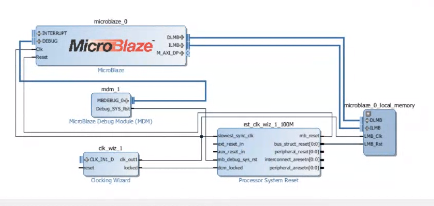 microblaze_0
INTERRUPT
DEBUG
Clk
Reset
MicroBlaze
DLMB
ILMB
M_AXI_DP
MicroBlaze
mdm_1
MBDEBUG_0
Debug_SYS_Rst
MicroBlaze Debug Module (MDM)
microblaze_0_local_memory
DLMB
ILMB
LMB_Clk
LMB_Rst
clk_wiz_1
CLK_IN1_D
reset
clk_out1
locked
Clocking Wizard
rst_clk_wiz_1_100M
slowest_sync_clk
ext_reset_in
aux_reset_in
mb_debug_sys_rst
dcm_locked
mb_reset
bus_struct_reset[0:0]
peripheral_reset[0:0]
interconnect_aresetn[0:0]
peripheral_aresetn[0:0]
Processor System Reset